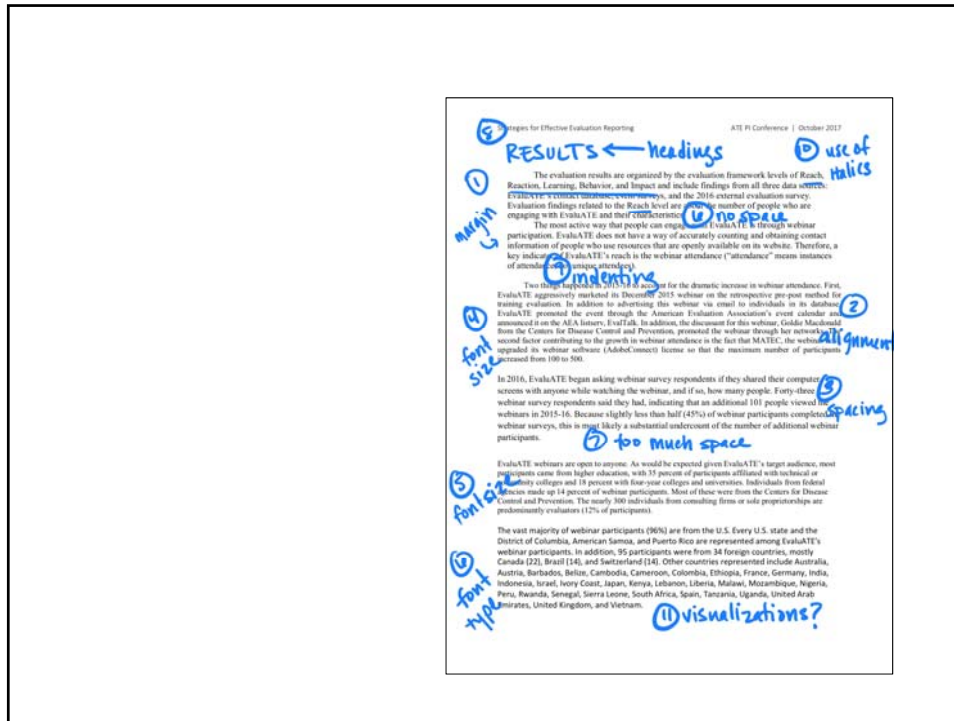 ⑧ Strategies for Effective Evaluation Reporting ATE PI Conference | October 2017
RESULTS ← headings ⑩ use of italics
The evaluation results are organized by the evaluation framework levels of Reach,
① Reaction, Learning, Behavior, and Impact and include findings from all three data sources:
EvaluATE's contact database, event surveys, and the 2016 external evaluation survey.
margin Evaluation findings related to the Reach level are about the number of people who are
engaging with EvaluATE and their characteristics ⑥ no space
The most active way that people can engage with EvaluATE is through webinar
participation. EvaluATE does not have a way of accurately counting and obtaining contact
information of people who use resources that are openly available on its website. Therefore, a
key indicator of EvaluATE's reach is the webinar attendance ("attendance" means instances
of attendance unique attendees).
⑨ indenting
Two things happened in 2015-16 to account for the dramatic increase in webinar attendance. First,
EvaluATE aggressively marketed its December 2015 webinar on the retrospective pre-post method for
training evaluation. In addition to advertising this webinar via email to individuals in its database ②
④ EvaluATE promoted the event through the American Evaluation Association's event calendar and
announced it on the AEA listserv, EvalTalk. In addition, the discussant for this webinar, Goldie Macdonald
font size from the Centers for Disease Control and Prevention, promoted the webinar through her networks. The
second factor contributing to the growth in webinar attendance is the fact that MATEC, the webinar alignment
upgraded its webinar software (AdobeConnect) license so that the maximum number of participants
increased from 100 to 500.
In 2016, EvaluATE began asking webinar survey respondents if they shared their computer
screens with anyone while watching the webinar, and if so, how many people. Forty-three ③
webinar survey respondents said they had, indicating that an additional 101 people viewed the spacing
webinars in 2015-16. Because slightly less than half (45%) of webinar participants completed
webinar surveys, this is most likely a substantial undercount of the number of additional webinar
participants. ⑦ too much space
EvaluATE webinars are open to anyone. As would be expected given EvaluATE's target audience, most
participants came from higher education, with 35 percent of participants affiliated with technical or
⑤ community colleges and 18 percent with four-year colleges and universities. Individuals from federal
font size agencies made up 14 percent of webinar participants. Most of these were from the Centers for Disease
Control and Prevention. The nearly 300 individuals from consulting firms or sole proprietorships are
predominantly evaluators (12% of participants).
The vast majority of webinar participants (96%) are from the U.S. Every U.S. state and the
District of Columbia, American Samoa, and Puerto Rico are represented among EvaluATE's
⑥ webinar participants. In addition, 95 participants were from 34 foreign countries, mostly
Canada (22), Brazil (14), and Switzerland (14). Other countries represented include Australia,
font type Austria, Barbados, Belize, Cambodia, Cameroon, Colombia, Ethiopia, France, Germany, India,
Indonesia, Israel, Ivory Coast, Japan, Kenya, Lebanon, Liberia, Malawi, Mozambique, Nigeria,
Peru, Rwanda, Senegal, Sierra Leone, South Africa, Spain, Tanzania, Uganda, United Arab
Emirates, United Kingdom, and Vietnam. ⑪ visualizations?